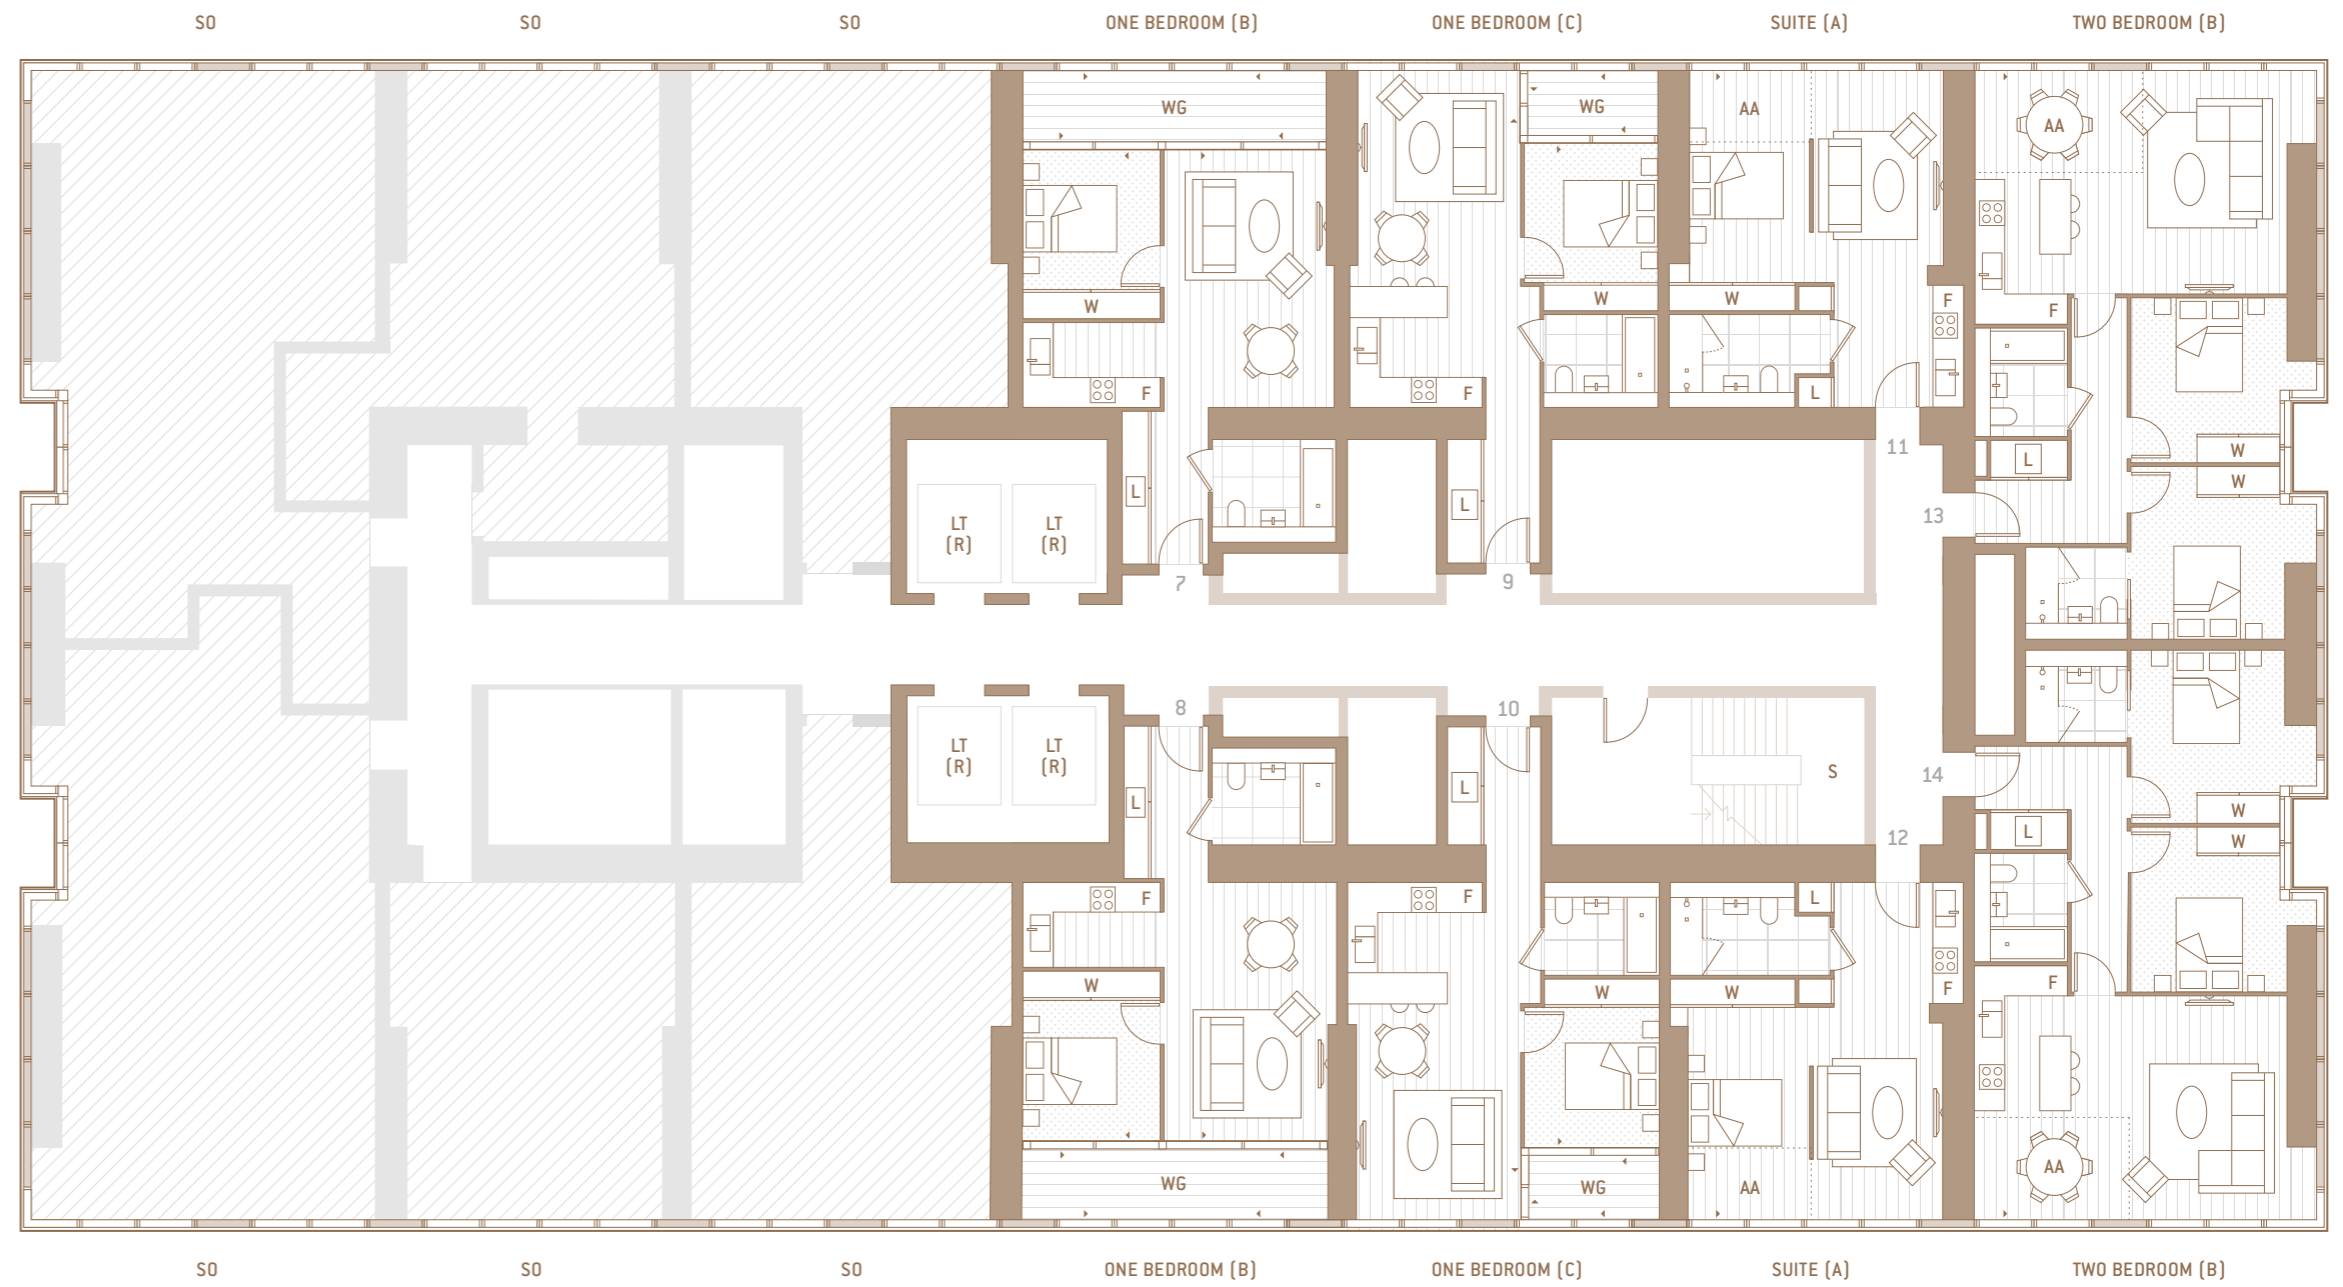 SO
SO
SO
ONE BEDROOM (B)
ONE BEDROOM (C)
SUITE (A)
TWO BEDROOM (B)
WG
WG
AA
AA
W
W
W
F
F
F
F
L
W
W
L
L
L
11
13
LT
(R)
LT
(R)
7
9
8
10
LT
(R)
LT
(R)
S
14
12
L
L
L
W
W
L
F
F
F
F
W
W
W
WG
WG
AA
AA
SO
SO
SO
ONE BEDROOM (B)
ONE BEDROOM (C)
SUITE (A)
TWO BEDROOM (B)